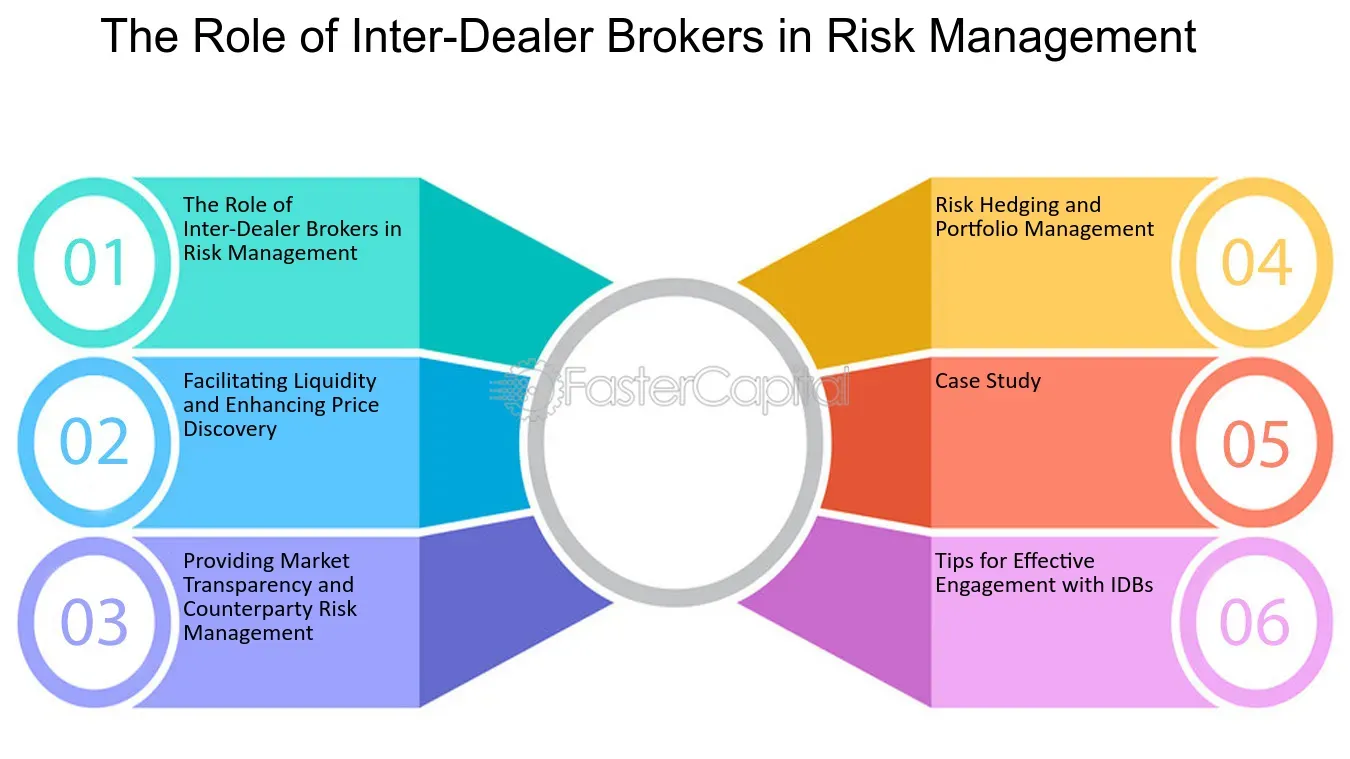 The Role of Inter-Dealer Brokers in Risk Management
01
The Role of
Inter-Dealer Brokers in
Risk Management
02
Facilitating Liquidity
and Enhancing Price
Discovery
03
Providing Market
Transparency and
Counterparty Risk
Management
FasterCapital
Risk Hedging and
Portfolio Management
04
Case Study
05
Tips for Effective
Engagement with IDBs
06